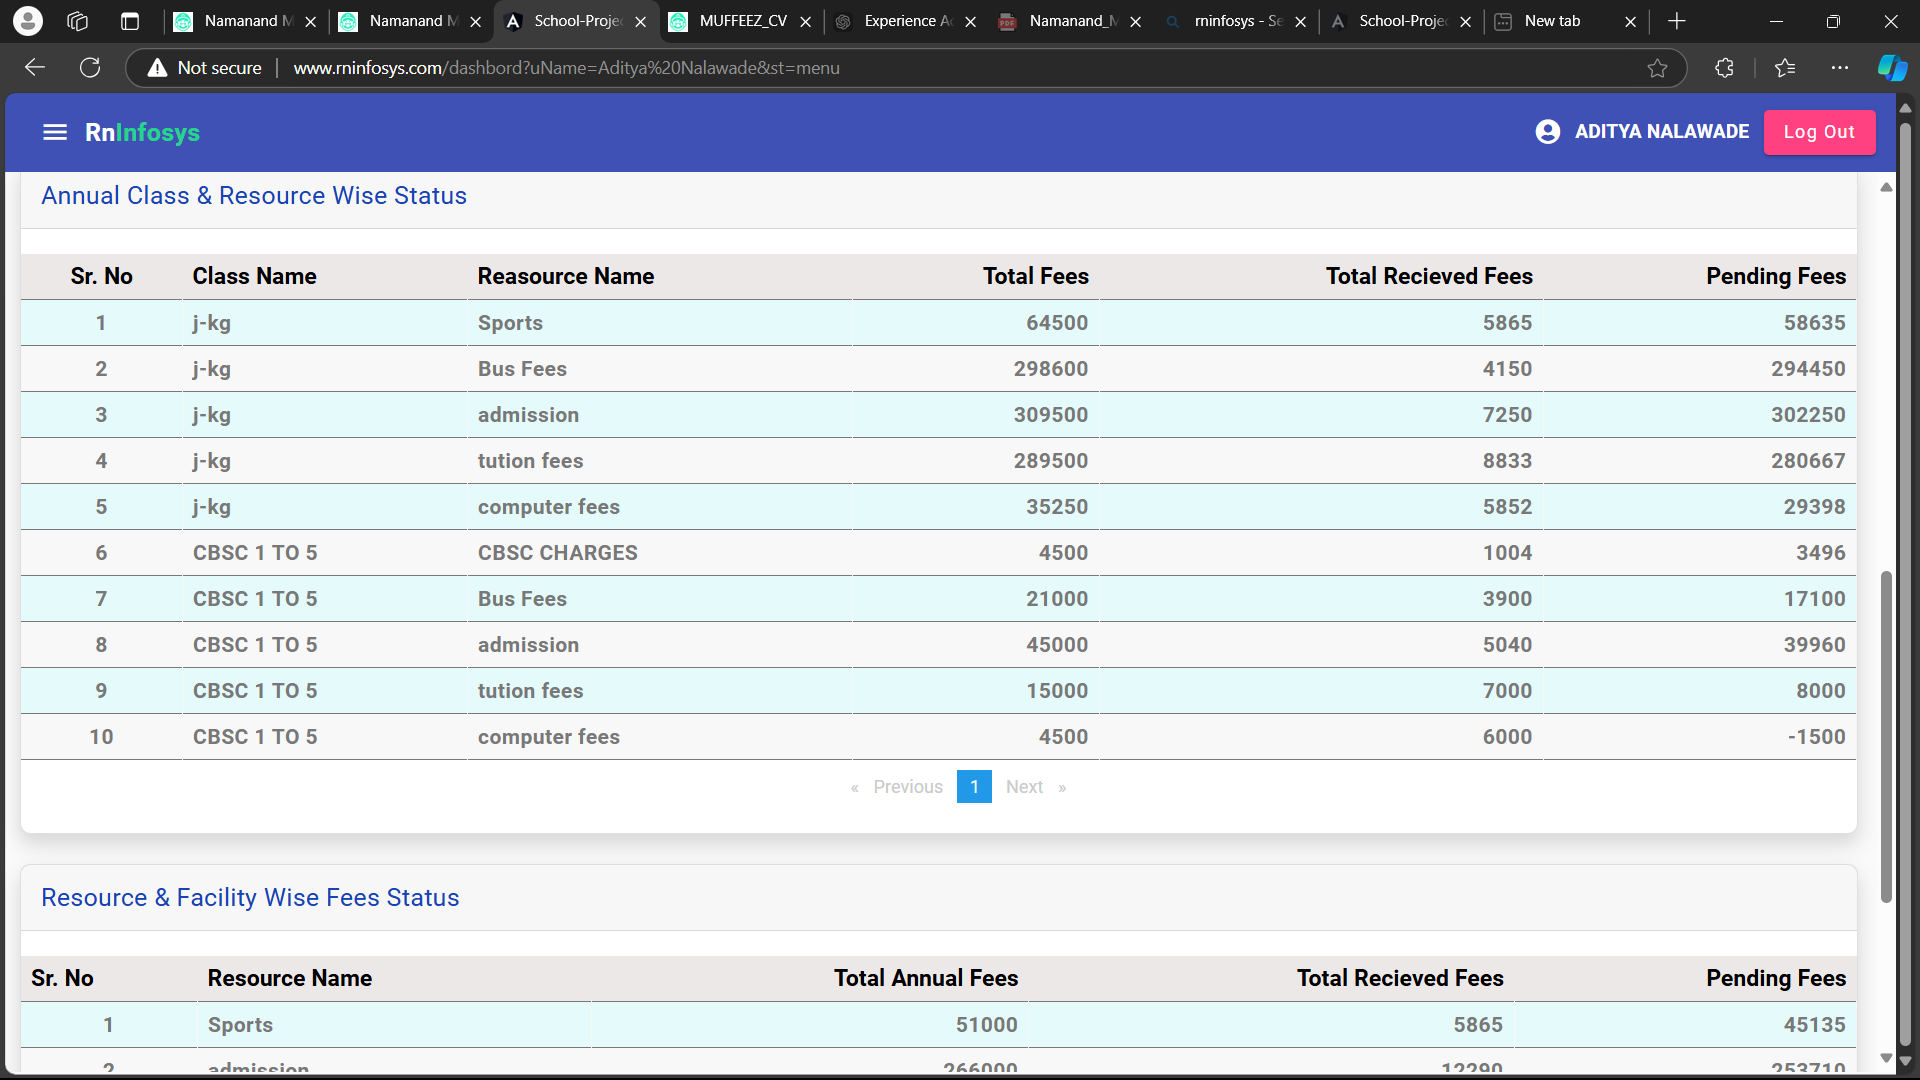 Namanand M
Namanand M
School-Projec
MUFFEEZ_CV
Experience Ac
Namanand_M
rninfosys - Se
School-Projec
New tab
Not secure
www.rninfosys.com/dashbord?uName=Aditya%20Nalawade&st=menu
RnInfosys
ADITYA NALAWADE
Log Out
Annual Class & Resource Wise Status
Sr. No Class Name Reasource Name Total Fees Total Recieved Fees Pending Fees
1 j-kg Sports 64500 5865 58635
2 j-kg Bus Fees 298600 4150 294450
3 j-kg admission 309500 7250 302250
4 j-kg tution fees 289500 8833 280667
5 j-kg computer fees 35250 5852 29398
6 CBSC 1 TO 5 CBSC CHARGES 4500 1004 3496
7 CBSC 1 TO 5 Bus Fees 21000 3900 17100
8 CBSC 1 TO 5 admission 45000 5040 39960
9 CBSC 1 TO 5 tution fees 15000 7000 8000
10 CBSC 1 TO 5 computer fees 4500 6000 -1500
« Previous 1 Next »
Resource & Facility Wise Fees Status
Sr. No Resource Name Total Annual Fees Total Recieved Fees Pending Fees
1 Sports 51000 5865 45135
2 admission 266000 12290 253710